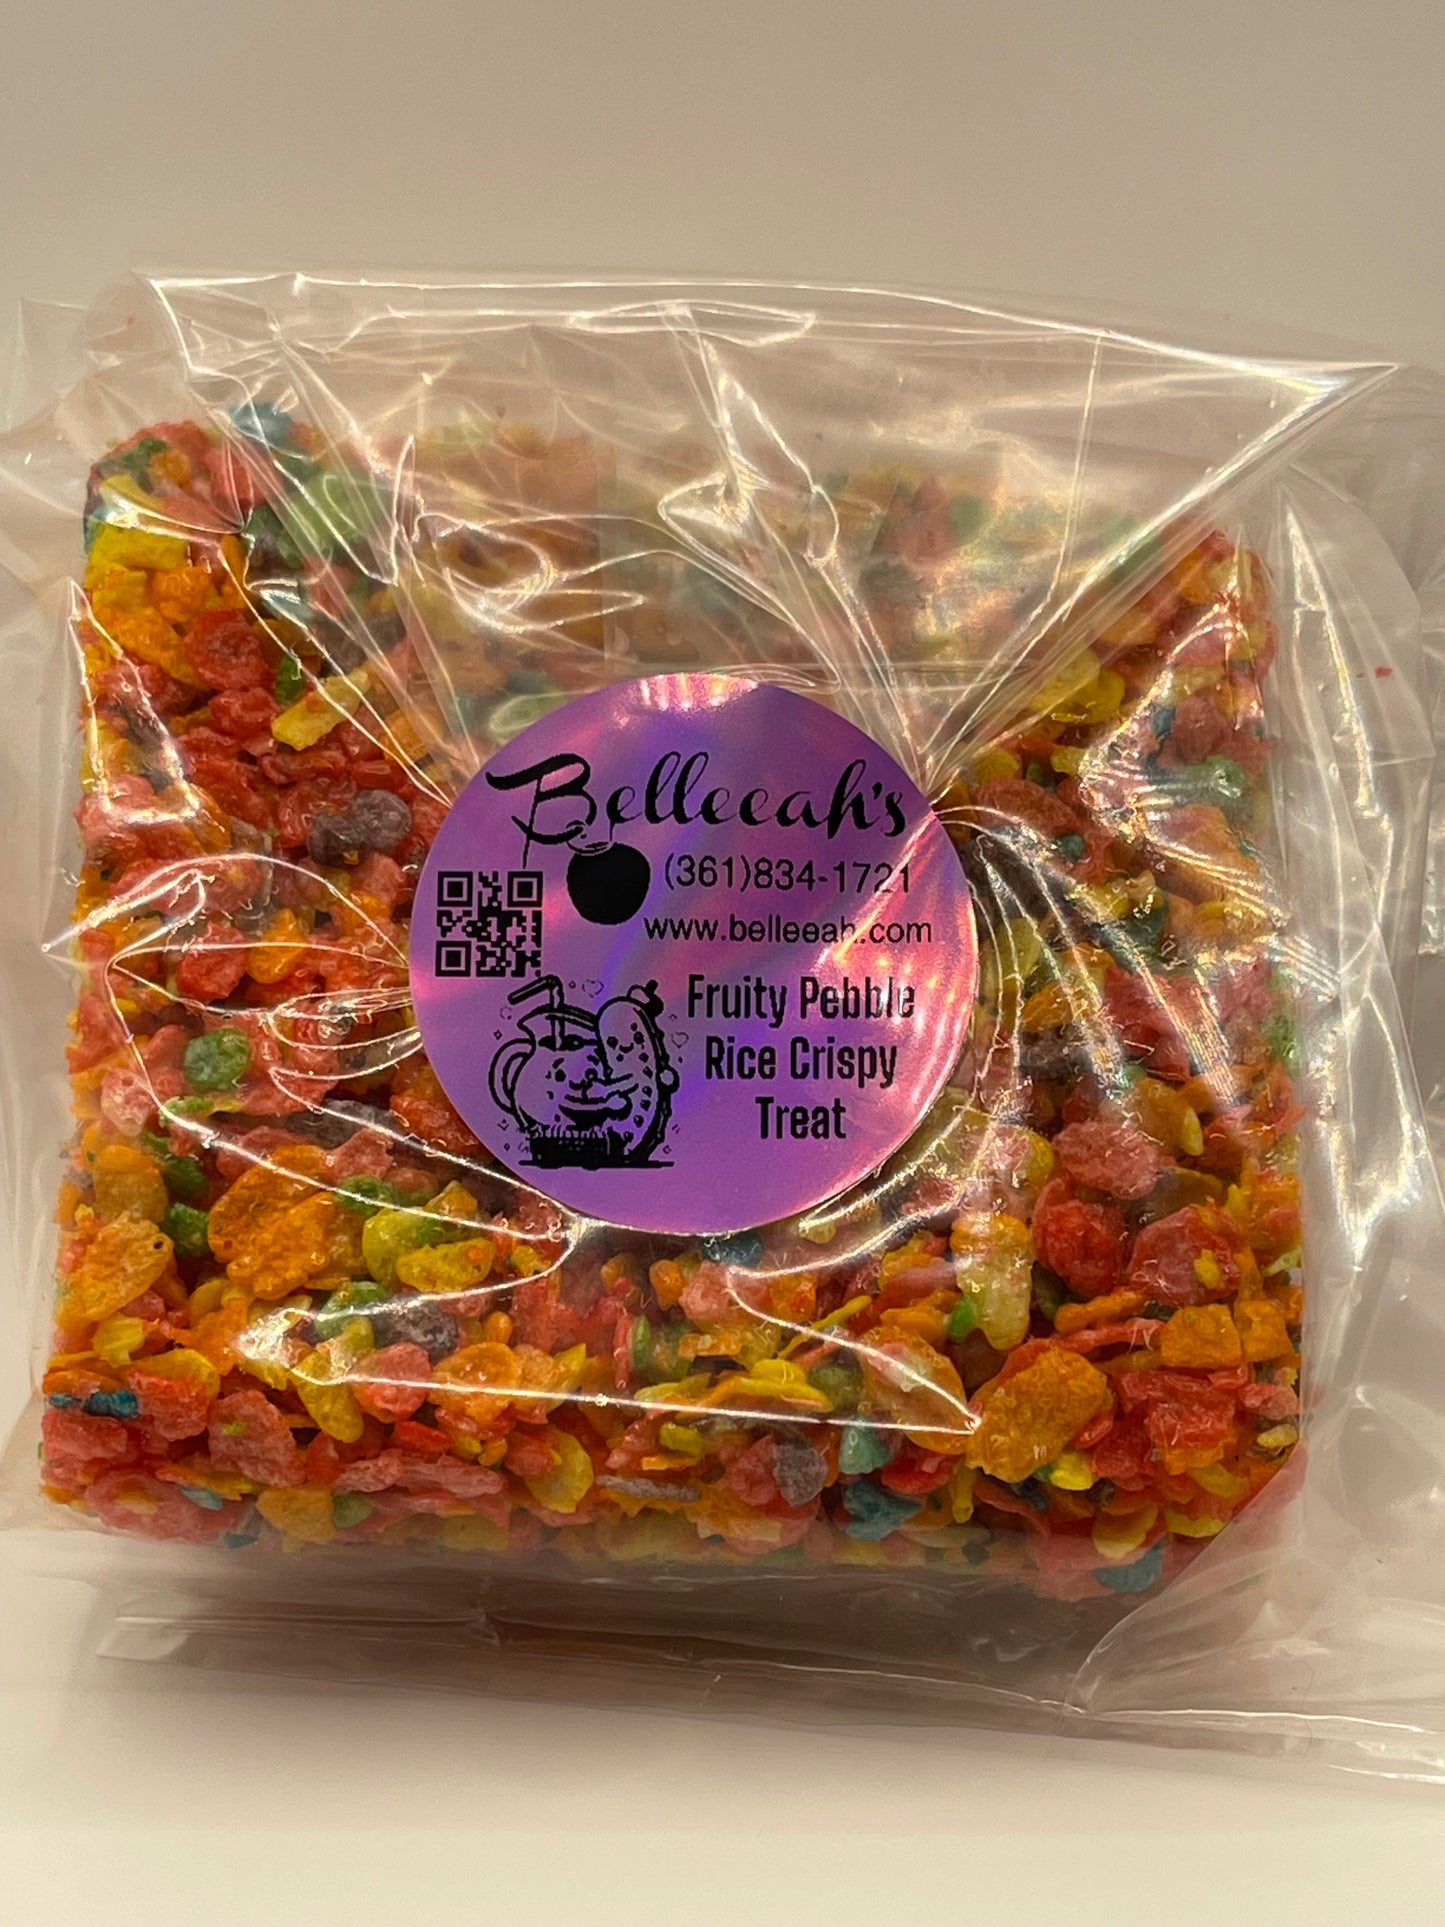 Belleeah's
(361)834-1721
www.belleeah.com
Fruity Pebble
Rice Crispy
Treat